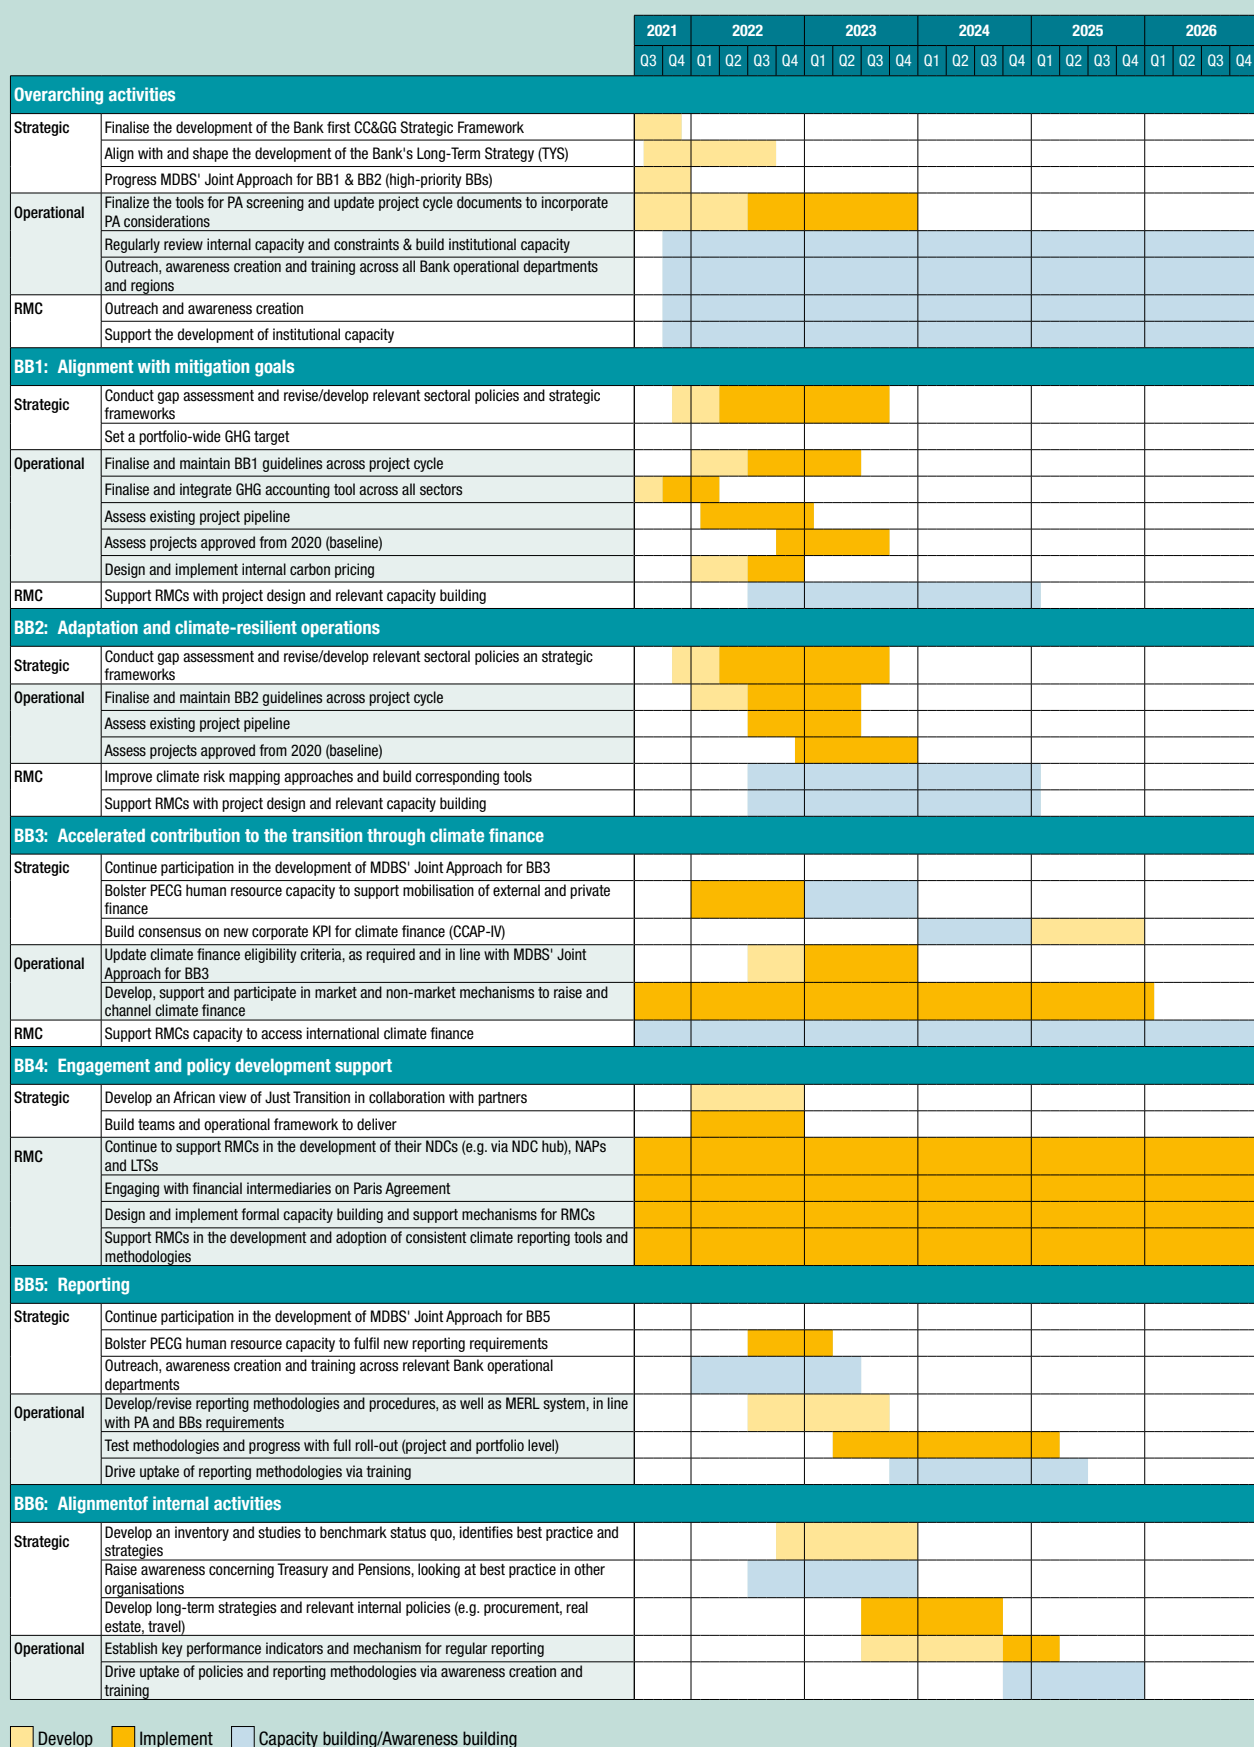 2021 2022 2023 2024 2025 2026
Q3 Q4 Q1 Q2 Q3 Q4 Q1 Q2 Q3 Q4 Q1 Q2 Q3 Q4 Q1 Q2 Q3 Q4 Q1 Q2 Q3 Q4
Overarching activities
Strategic Finalise the development of the Bank first CC&GG Strategic Framework
Align with and shape the development of the Bank's Long-Term Strategy (TYS)
Progress MDBS' Joint Approach for BB1 & BB2 (high-priority BBs)
Operational Finalize the tools for PA screening and update project cycle documents to incorporate
PA considerations
Regularly review internal capacity and constraints & build institutional capacity
Outreach, awareness creation and training across all Bank operational departments
and regions
RMC Outreach and awareness creation
Support the development of institutional capacity
BB1: Alignment with mitigation goals
Strategic Conduct gap assessment and revise/develop relevant sectoral policies and strategic
frameworks
Set a portfolio-wide GHG target
Operational Finalise and maintain BB1 guidelines across project cycle
Finalise and integrate GHG accounting tool across all sectors
Assess existing project pipeline
Assess projects approved from 2020 (baseline)
Design and implement internal carbon pricing
RMC Support RMCs with project design and relevant capacity building
BB2: Adaptation and climate-resilient operations
Strategic Conduct gap assessment and revise/develop relevant sectoral policies an strategic
frameworks
Operational Finalise and maintain BB2 guidelines across project cycle
Assess existing project pipeline
Assess projects approved from 2020 (baseline)
RMC Improve climate risk mapping approaches and build corresponding tools
Support RMCs with project design and relevant capacity building
BB3: Accelerated contribution to the transition through climate finance
Strategic Continue participation in the development of MDBS' Joint Approach for BB3
Bolster PECG human resource capacity to support mobilisation of external and private
finance
Build consensus on new corporate KPI for climate finance (CCAP-IV)
Operational Update climate finance eligibility criteria, as required and in line with MDBS' Joint
Approach for BB3
Develop, support and participate in market and non-market mechanisms to raise and
channel climate finance
RMC Support RMCs capacity to access international climate finance
BB4: Engagement and policy development support
Strategic Develop an African view of Just Transition in collaboration with partners
Build teams and operational framework to deliver
RMC Continue to support RMCs in the development of their NDCs (e.g. via NDC hub), NAPs
and LTSs
Engaging with financial intermediaries on Paris Agreement
Design and implement formal capacity building and support mechanisms for RMCs
Support RMCs in the development and adoption of consistent climate reporting tools and
methodologies
BB5: Reporting
Strategic Continue participation in the development of MDBS' Joint Approach for BB5
Bolster PECG human resource capacity to fulfil new reporting requirements
Outreach, awareness creation and training across relevant Bank operational
departments
Operational Develop/revise reporting methodologies and procedures, as well as MERL system, in line
with PA and BBs requirements
Test methodologies and progress with full roll-out (project and portfolio level)
Drive uptake of reporting methodologies via training
BB6: Alignmentof internal activities
Strategic Develop an inventory and studies to benchmark status quo, identifies best practice and
strategies
Raise awareness concerning Treasury and Pensions, looking at best practice in other
organisations
Develop long-term strategies and relevant internal policies (e.g. procurement, real
estate, travel)
Operational Establish key performance indicators and mechanism for regular reporting
Drive uptake of policies and reporting methodologies via awareness creation and
training
Develop Implement Capacity building/Awareness building